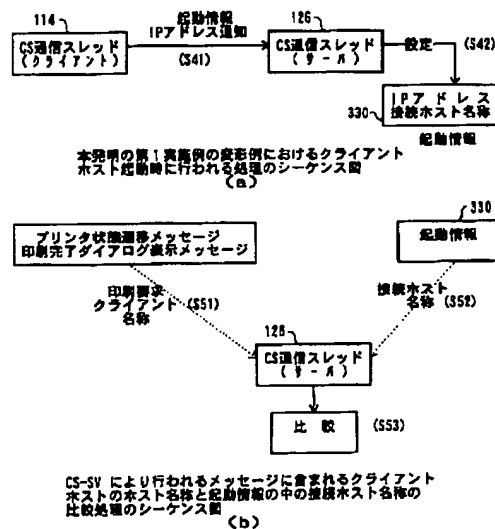 114
CS通信スレッド
(クライアント)
起動情報
IPアドレス通知
(S41)
126
CS通信スレッド
(サーバ)
設定
(S42)
330
IPアドレス
接続ホスト名称
起動情報
本発明の第1実施例の変形例におけるクライアント
ホスト起動時に行われる処理のシーケンス図
(a)
プリンタ状態遷移メッセージ
印刷完了ダイアログ表示メッセージ
330
起動情報
印刷要求
クライアント (S51)
名称
接続ホスト
名称 (S52)
126
CS通信スレッド
(サーバ)
比較
(S53)
CS-SV により行われるメッセージに含まれるクライアント
ホストのホスト名称と起動情報の中の接続ホスト名称の
比較処理のシーケンス図
(b)